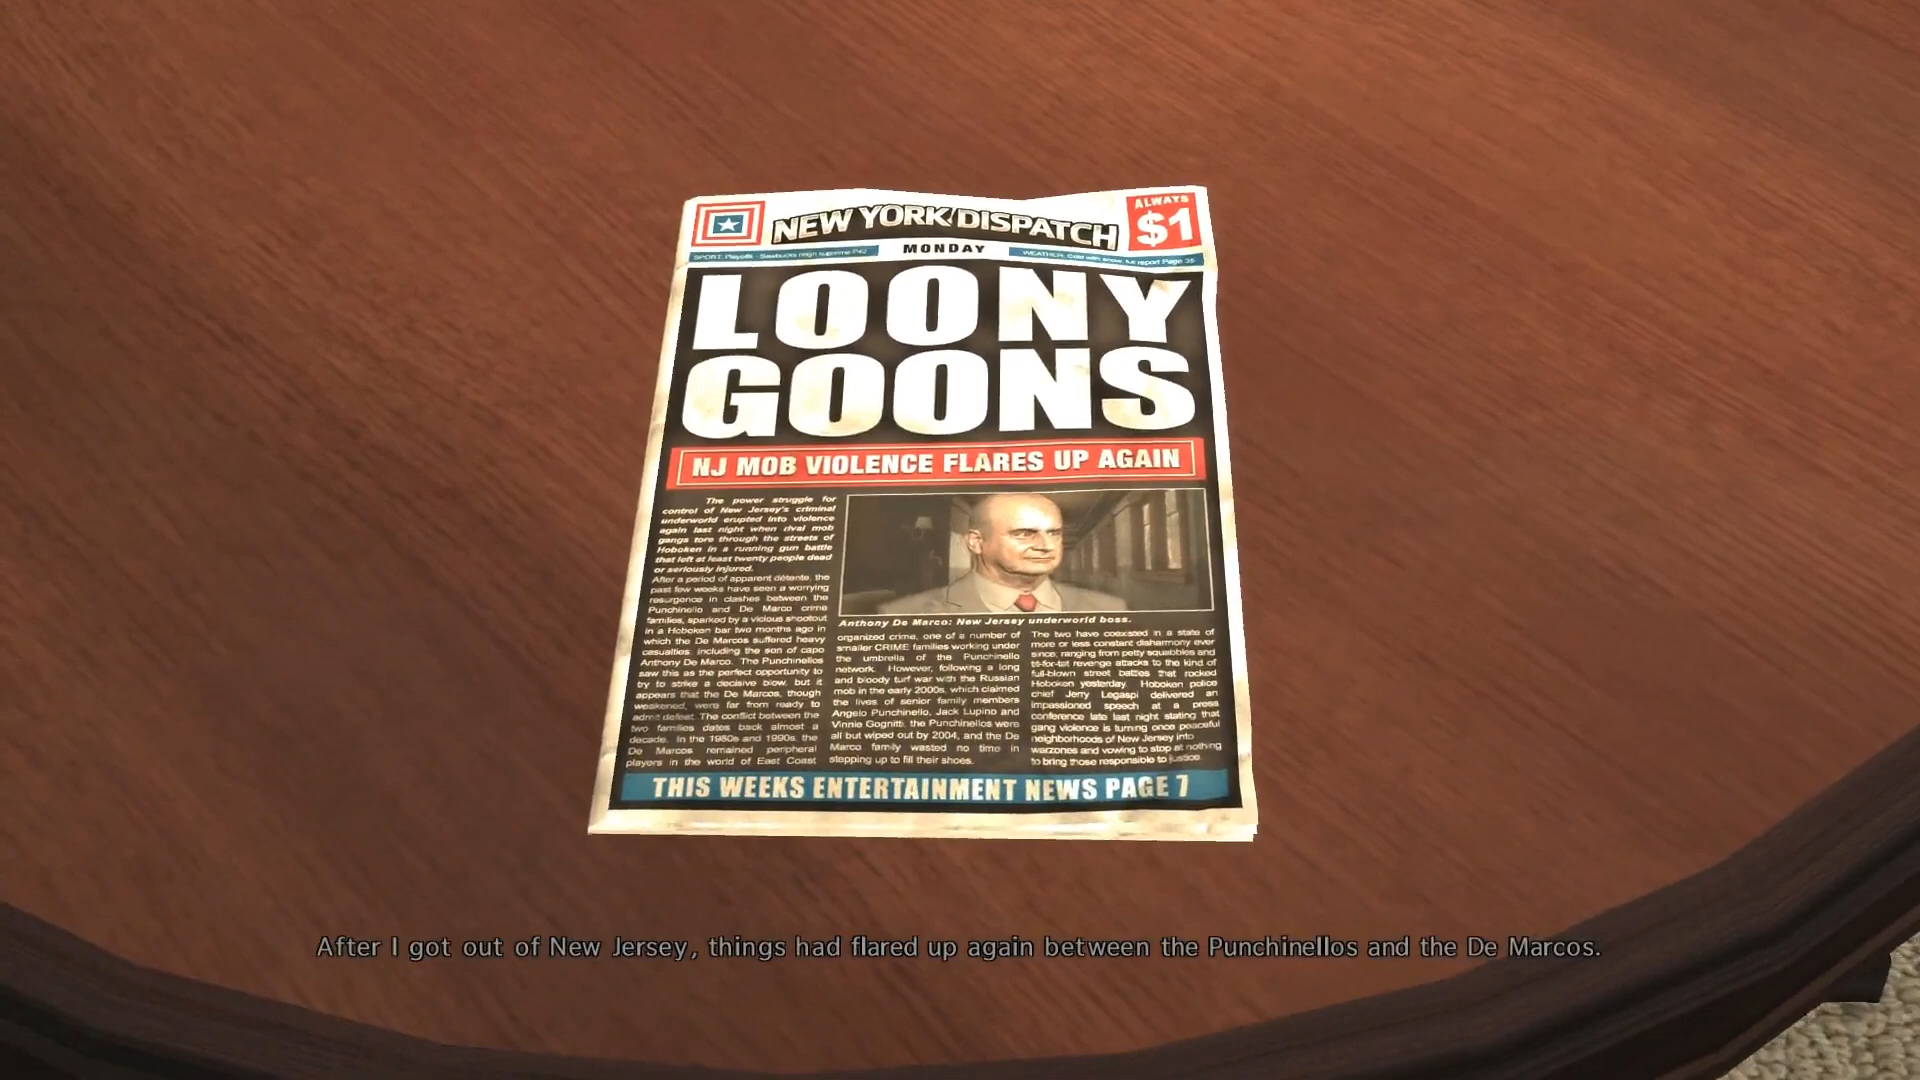 ALWAYS
$1
NEW YORK DISPATCH
SPORT: Playoffs - Sawbucks reign supreme P42
MONDAY
WEATHER: Cold with snow, full report Page 35
LOONY
GOONS
NJ MOB VIOLENCE FLARES UP AGAIN
The power struggle for
control of New Jersey's criminal
underworld erupted into violence
again last night when rival mob
gangs tore through the streets of
Hoboken in a running gun battle
that left at least twenty people dead
or seriously injured.
After a period of apparent détente, the
past few weeks have seen a worrying
resurgence in clashes between the
Punchinello and De Marco crime
families, sparked by a vicious shootout
in a Hoboken bar two months ago in
which the De Marcos suffered heavy
casualties, including the son of capo
Anthony De Marco. The Punchinellos
saw this as the perfect opportunity to
try to strike a decisive blow, but it
appears that the De Marcos, though
weakened, were far from ready to
admit defeat. The conflict between the
two families dates back almost a
decade. In the 1980s and 1990s, the
De Marcos remained peripheral
players in the world of East Coast
Anthony De Marco: New Jersey underworld boss.
organized crime, one of a number of
smaller CRIME families working under
the umbrella of the Punchinello
network. However, following a long
and bloody turf war with the Russian
mob in the early 2000s, which claimed
the lives of senior family members
Angelo Punchinello, Jack Lupino and
Vinnie Gognitti, the Punchinellos were
all but wiped out by 2004, and the De
Marco family wasted no time in
stepping up to fill their shoes.
The two have coexisted in a state of
more or less constant disharmony ever
since, ranging from petty squabbles and
tit-for-tat revenge attacks to the kind of
full-blown street battles that rocked
Hoboken yesterday. Hoboken police
chief Jerry Legaspi delivered an
impassioned speech at a press
conference late last night stating that
gang violence is turning once peaceful
neighborhoods of New Jersey into
warzones and vowing to stop at nothing
to bring those responsible to justice.
THIS WEEKS ENTERTAINMENT NEWS PAGE 7
After I got out of New Jersey, things had flared up again between the Punchinellos and the De Marcos.